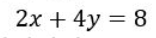 2x + 4y = 8